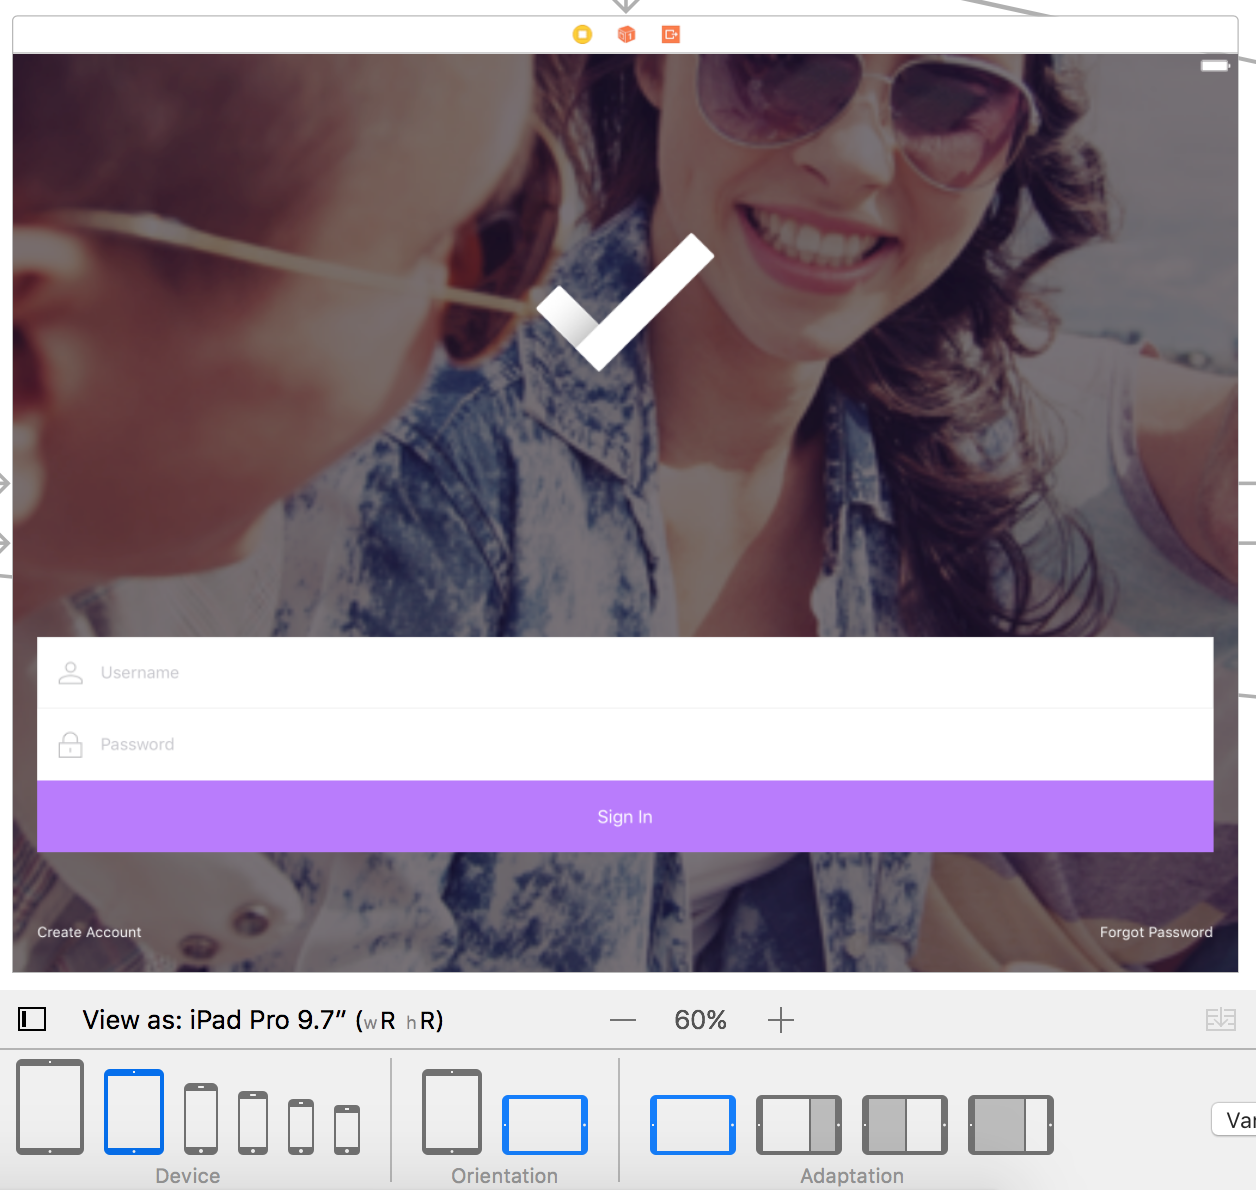 Username
Password
Sign In
Create Account
Forgot Password
View as: iPad Pro 9.7″ (wR hR)
60%
Device
Orientation
Adaptation